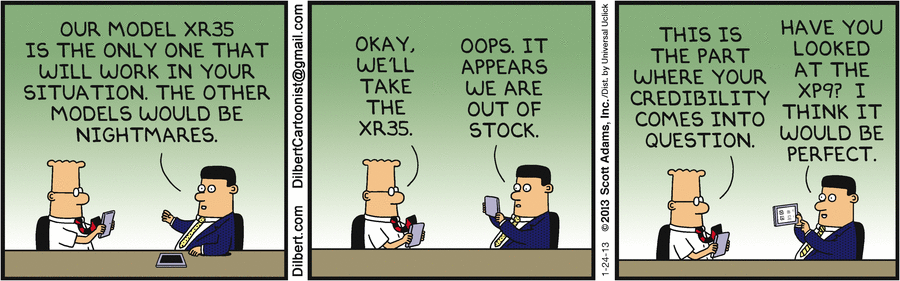 OUR MODEL XR35
IS THE ONLY ONE THAT
WILL WORK IN YOUR
SITUATION. THE OTHER
MODELS WOULD BE
NIGHTMARES.
Dilbert.com DilbertCartoonist@gmail.com
OKAY,
WE'LL
TAKE
THE
XR35.
OOPS. IT
APPEARS
WE ARE
OUT OF
STOCK.
1-24-13 © 2013 Scott Adams, Inc. /Dist. by Universal Uclick
THIS IS
THE PART
WHERE YOUR
CREDIBILITY
COMES INTO
QUESTION.
HAVE YOU
LOOKED
AT THE
XP9? I
THINK IT
WOULD BE
PERFECT.